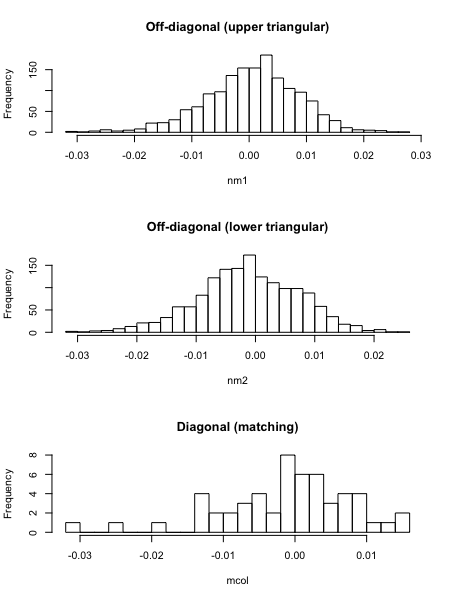 Off-diagonal (upper triangular)
Frequency
0 50 150
-0.03 -0.02 -0.01 0.00 0.01 0.02 0.03
nm1
Off-diagonal (lower triangular)
Frequency
0 50 150
-0.03 -0.02 -0.01 0.00 0.01 0.02
nm2
Diagonal (matching)
Frequency
0 2 4 6 8
-0.03 -0.02 -0.01 0.00 0.01
mcol